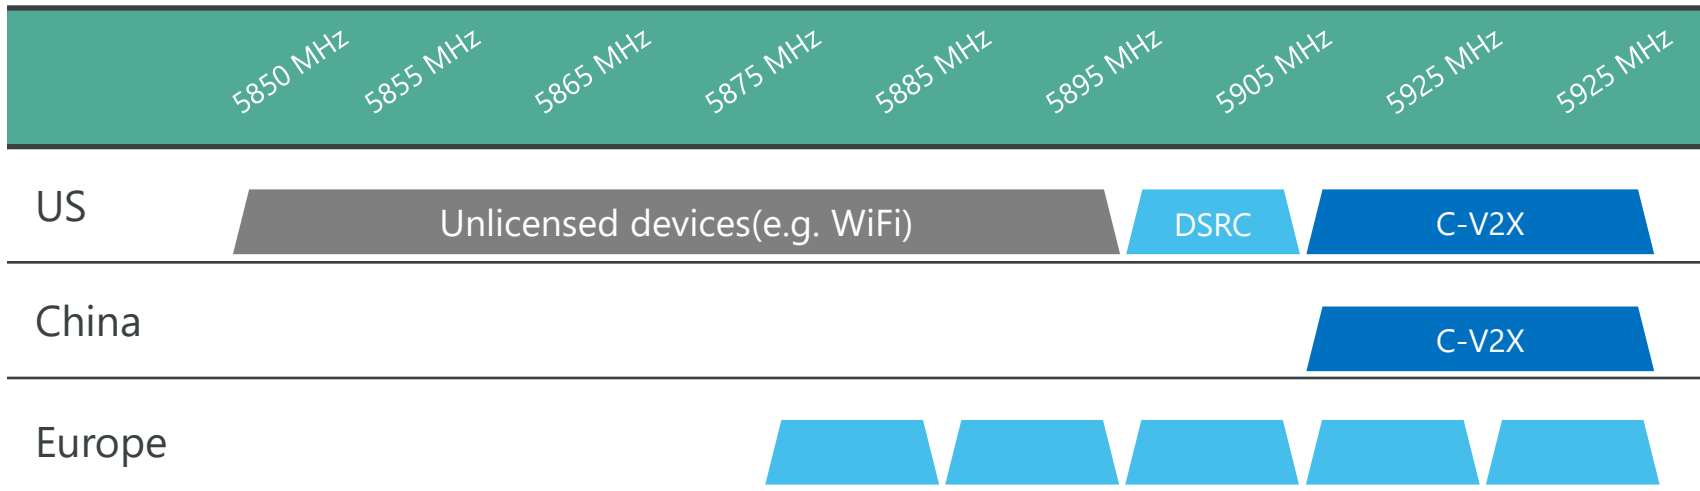 5850 MHz 5855 MHz 5865 MHz 5875 MHz 5885 MHz 5895 MHz 5905 MHz 5925 MHz 5925 MHz
US Unlicensed devices(e.g. WiFi) DSRC C-V2X
China C-V2X
Europe